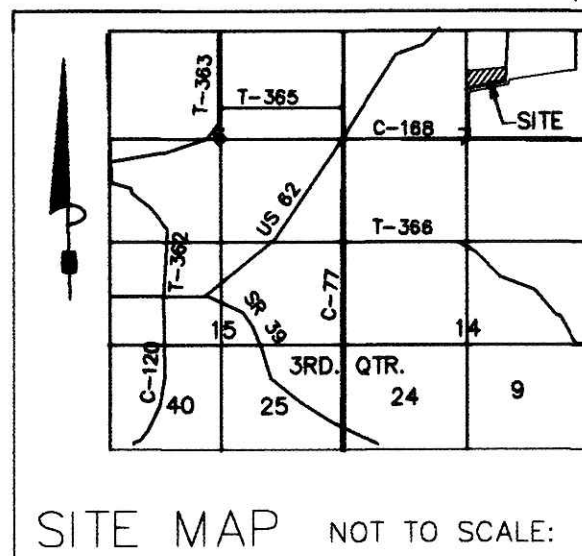 T-363
T-365
C-168
SITE
US 62
T-366
T-362
SR 39
C-77
15
14
3RD. QTR.
C-120
40
25
24
9
SITE MAP NOT TO SCALE: